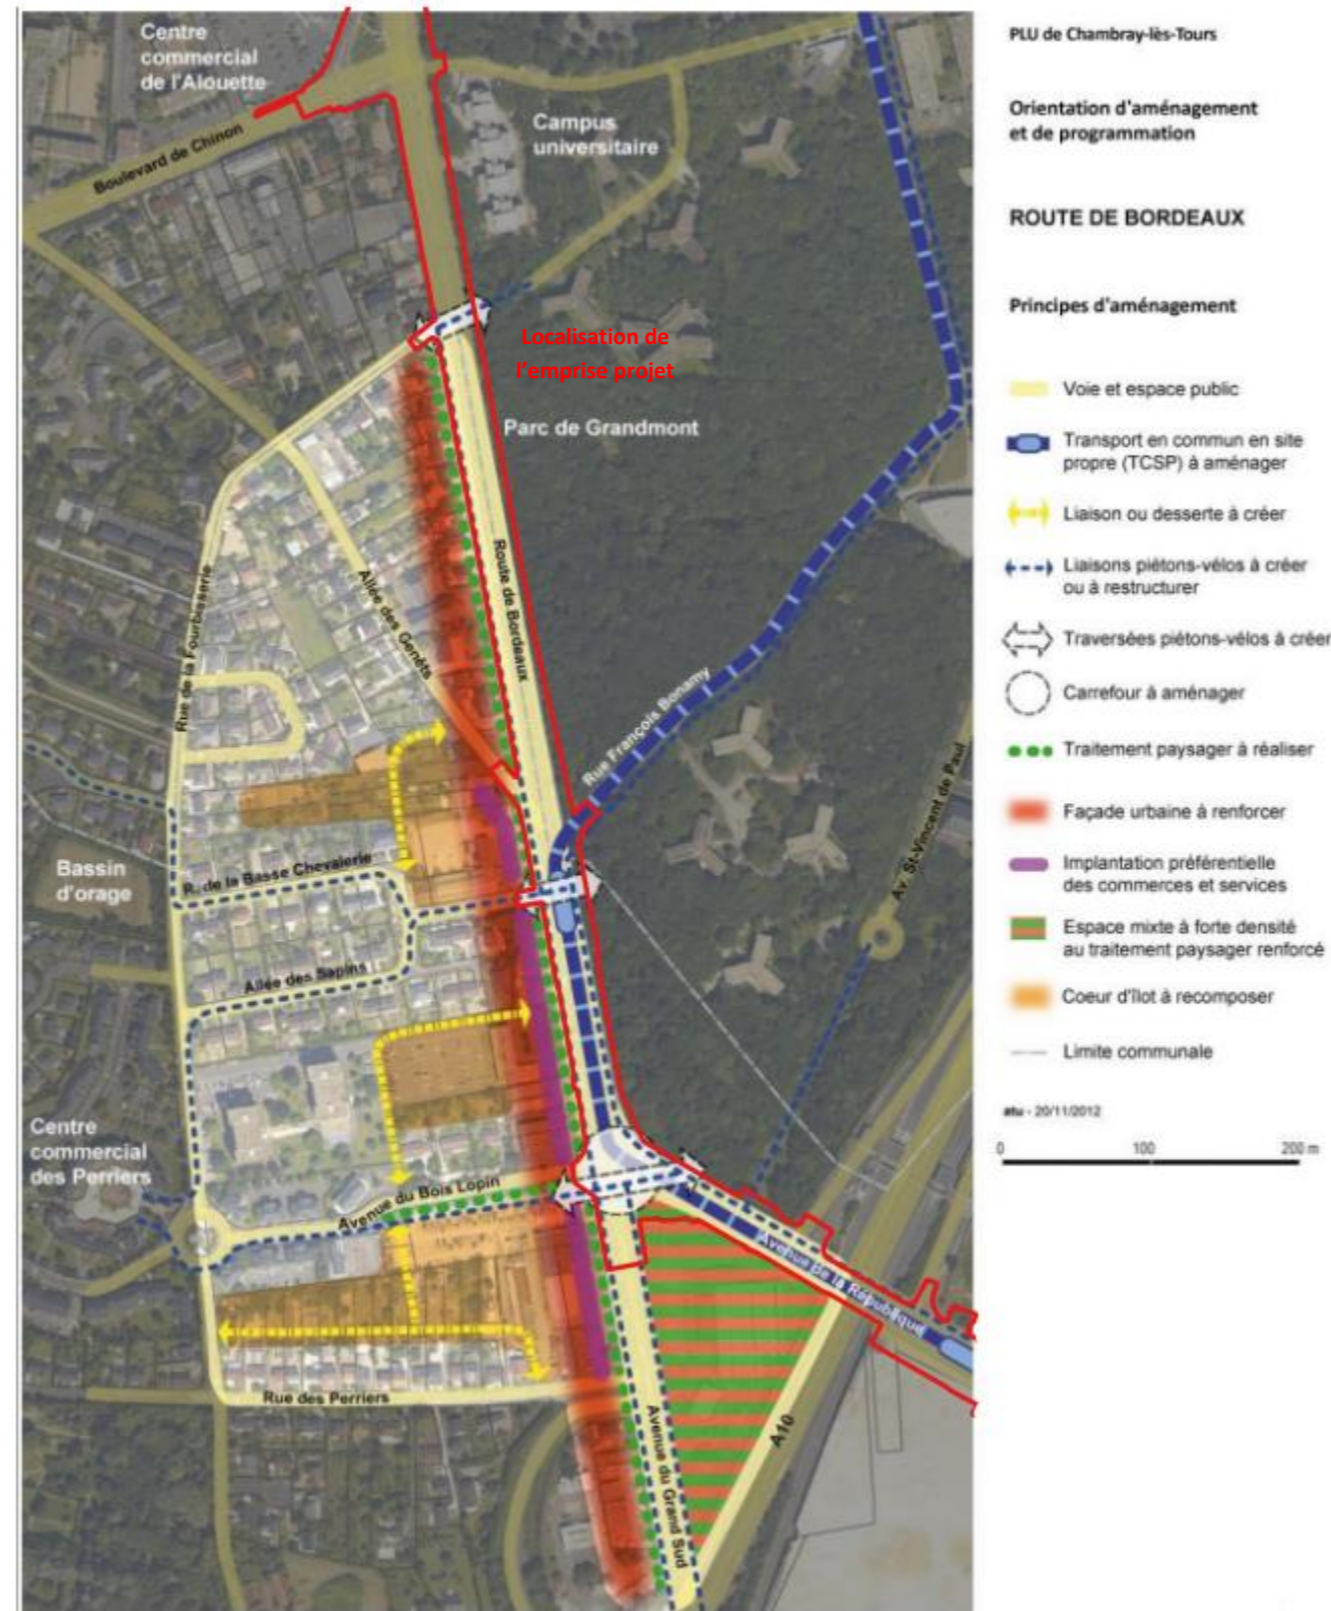 Centre
commercial
de l'Alouette
Boulevard de Chinon
Campus
universitaire
Localisation de
l'emprise projet
Parc de Grandmont
Route de Bordeaux
Allée des Genêts
Rue de la Fourbisserie
Rue François Bonamy
Av. St-Vincent de Paul
Bassin
d'orage
R. de la Basse Chevalerie
Allée des Sapins
Centre
commercial
des Perriers
Avenue du Bois Lopin
Avenue De la République
Rue des Perriers
Avenue du Grand Sud
A10
PLU de Chambray-lès-Tours
Orientation d'aménagement
et de programmation
ROUTE DE BORDEAUX
Principes d'aménagement
Voie et espace public
Transport en commun en site
propre (TCSP) à aménager
Liaison ou desserte à créer
Liaisons piétons-vélos à créer
ou à restructurer
Traversées piétons-vélos à créer
Carrefour à aménager
Traitement paysager à réaliser
Façade urbaine à renforcer
Implantation préférentielle
des commerces et services
Espace mixte à forte densité
au traitement paysager renforcé
Coeur d'îlot à recomposer
Limite communale
atu - 20/11/2012
0 100 200 m